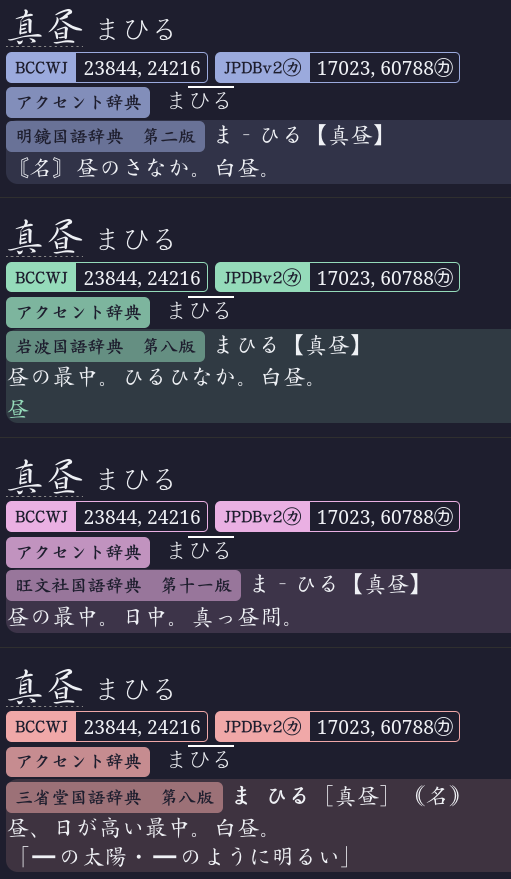 真昼 まひる
BCCWJ 23844, 24216 JPDBv2㋕ 17023, 60788㋕
アクセント辞典 まひる
明鏡国語辞典 第二版 ま‐ひる【真昼】
〘名〙昼のさなか。白昼。
真昼 まひる
BCCWJ 23844, 24216 JPDBv2㋕ 17023, 60788㋕
アクセント辞典 まひる
岩波国語辞典 第八版 まひる【真昼】
昼の最中。ひるひなか。白昼。
昼
真昼 まひる
BCCWJ 23844, 24216 JPDBv2㋕ 17023, 60788㋕
アクセント辞典 まひる
旺文社国語辞典 第十一版 ま‐ひる【真昼】
昼の最中。日中。真っ昼間。
真昼 まひる
BCCWJ 23844, 24216 JPDBv2㋕ 17023, 60788㋕
アクセント辞典 まひる
三省堂国語辞典 第八版 ま ひる［真昼］《名》
昼、日が高い最中。白昼。
「━の太陽・━のように明るい」